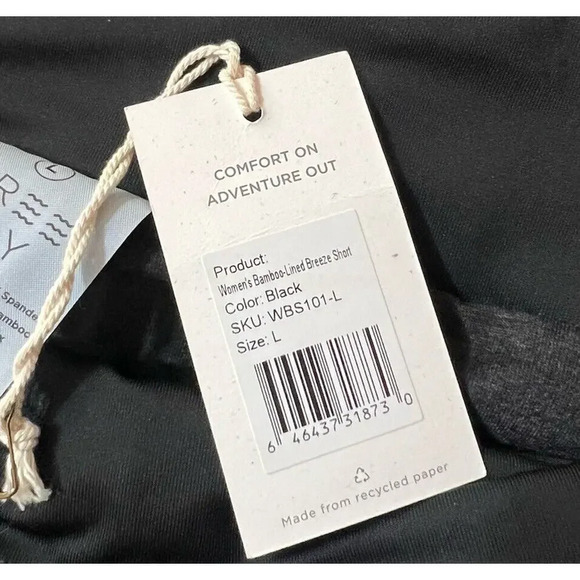 COMFORT ON
ADVENTURE OUT
Product:
Women's Bamboo-Lined Breeze Short
Color: Black
SKU: WBS101-L
Size: L
6 46437 31873 0
Made from recycled paper
L
R
Y